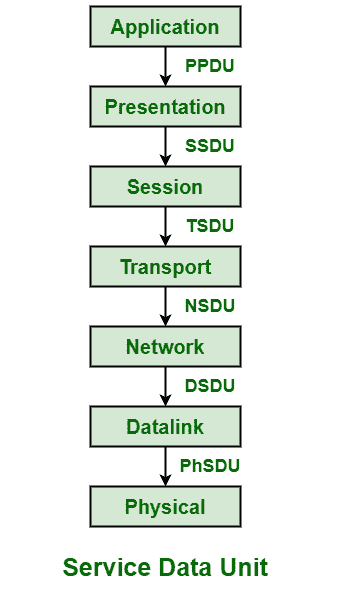 Application
PPDU
Presentation
SSDU
Session
TSDU
Transport
NSDU
Network
DSDU
Datalink
PhSDU
Physical
Service Data Unit